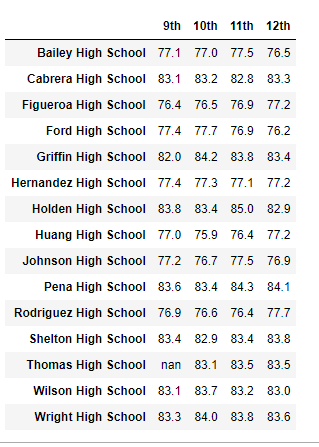 9th 10th 11th 12th
Bailey High School 77.1 77.0 77.5 76.5
Cabrera High School 83.1 83.2 82.8 83.3
Figueroa High School 76.4 76.5 76.9 77.2
Ford High School 77.4 77.7 76.9 76.2
Griffin High School 82.0 84.2 83.8 83.4
Hernandez High School 77.4 77.3 77.1 77.2
Holden High School 83.8 83.4 85.0 82.9
Huang High School 77.0 75.9 76.4 77.2
Johnson High School 77.2 76.7 77.5 76.9
Pena High School 83.6 83.4 84.3 84.1
Rodriguez High School 76.9 76.6 76.4 77.7
Shelton High School 83.4 82.9 83.4 83.8
Thomas High School nan 83.1 83.5 83.5
Wilson High School 83.1 83.7 83.2 83.0
Wright High School 83.3 84.0 83.8 83.6